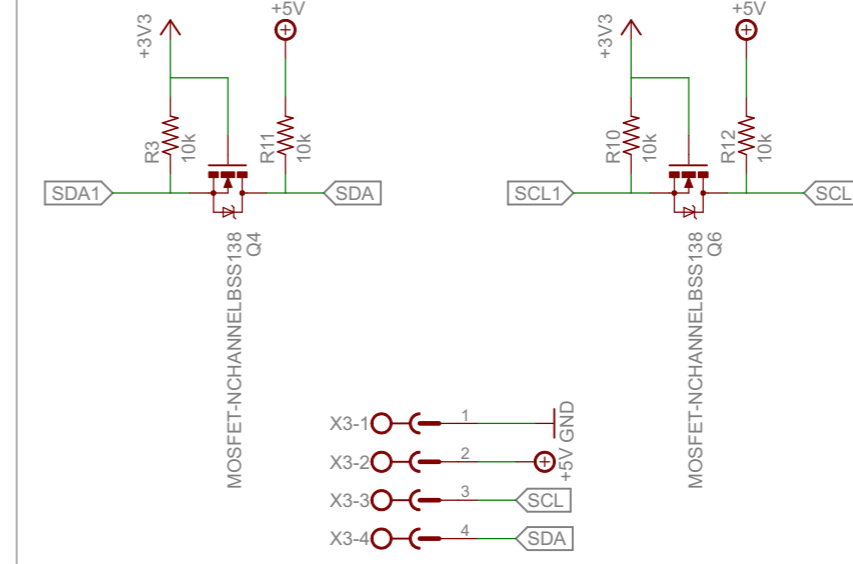 +5V
+5V
+3V3
+3V3
R3
10k
R11
10k
R10
10k
R12
10k
SDA1
SDA
SCL1
SCL
MOSFET-NCHANNELBSS138
Q4
MOSFET-NCHANNELBSS138
Q6
X3-1
1
GND
X3-2
2
+5V
X3-3
3
SCL
X3-4
4
SDA